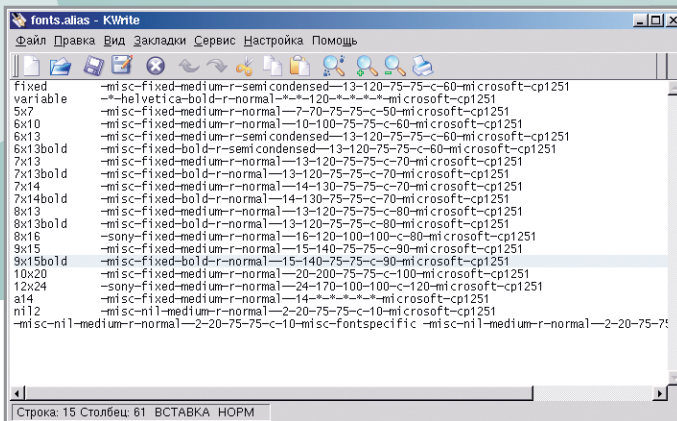 fonts.alias - KWrite
Файл Правка Вид Закладки Сервис Настройка Помощь
fixed -misc-fixed-medium-r-semicondensed--13-120-75-75-c-60-microsoft-cp1251
variable -*-helvetica-bold-r-normal-*-*-120-*-*-*-*-microsoft-cp1251
5x7 -misc-fixed-medium-r-normal--7-70-75-75-c-50-microsoft-cp1251
6x10 -misc-fixed-medium-r-normal--10-100-75-75-c-60-microsoft-cp1251
6x13 -misc-fixed-medium-r-semicondensed--13-120-75-75-c-60-microsoft-cp1251
6x13bold -misc-fixed-bold-r-semicondensed--13-120-75-75-c-60-microsoft-cp1251
7x13 -misc-fixed-medium-r-normal--13-120-75-75-c-70-microsoft-cp1251
7x13bold -misc-fixed-bold-r-normal--13-120-75-75-c-70-microsoft-cp1251
7x14 -misc-fixed-medium-r-normal--14-130-75-75-c-70-microsoft-cp1251
7x14bold -misc-fixed-bold-r-normal--14-130-75-75-c-70-microsoft-cp1251
8x13 -misc-fixed-medium-r-normal--13-120-75-75-c-80-microsoft-cp1251
8x13bold -misc-fixed-bold-r-normal--13-120-75-75-c-80-microsoft-cp1251
8x16 -sony-fixed-medium-r-normal--16-120-100-100-c-80-microsoft-cp1251
9x15 -misc-fixed-medium-r-normal--15-140-75-75-c-90-microsoft-cp1251
9x15bold -misc-fixed-bold-r-normal--15-140-75-75-c-90-microsoft-cp1251
10x20 -misc-fixed-medium-r-normal--20-200-75-75-c-100-microsoft-cp1251
12x24 -sony-fixed-medium-r-normal--24-170-100-100-c-120-microsoft-cp1251
a14 -misc-fixed-medium-r-normal--14-*-*-*-*-*-microsoft-cp1251
nil2 -misc-nil-medium-r-normal--2-20-75-75-c-10-microsoft-cp1251
-misc-nil-medium-r-normal--2-20-75-75-c-10-misc-fontspecific -misc-nil-medium-r-normal--2-20-75-75
Строка: 15 Столбец: 61 ВСТАВКА НОРМ